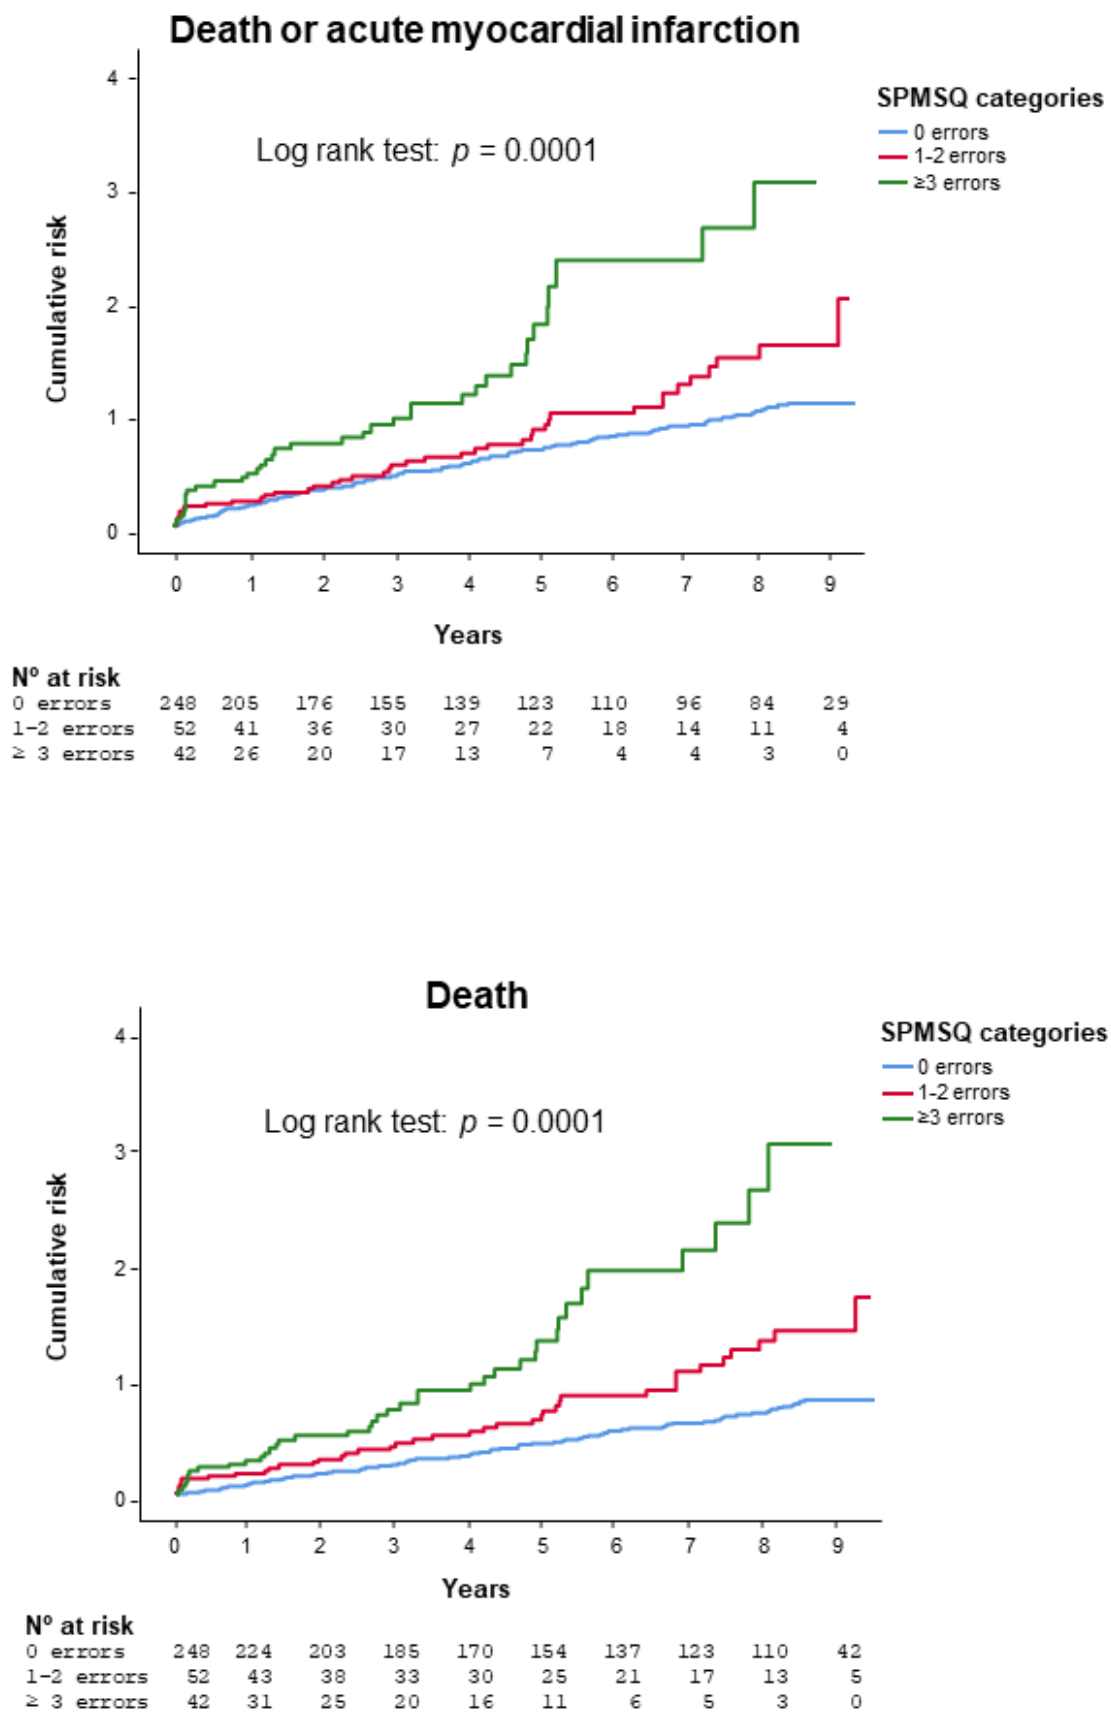 Death or acute myocardial infarction
SPMSQ categories
0 errors
1-2 errors
≥3 errors
Log rank test: p = 0.0001
Cumulative risk
4
3
2
1
0
0 1 2 3 4 5 6 7 8 9
Years
Nº at risk
0 errors 248 205 176 155 139 123 110 96 84 29
1-2 errors 52 41 36 30 27 22 18 14 11 4
≥ 3 errors 42 26 20 17 13 7 4 4 3 0
Death
SPMSQ categories
0 errors
1-2 errors
≥3 errors
Log rank test: p = 0.0001
Cumulative risk
4
3
2
1
0
0 1 2 3 4 5 6 7 8 9
Years
Nº at risk
0 errors 248 224 203 185 170 154 137 123 110 42
1-2 errors 52 43 38 33 30 25 21 17 13 5
≥ 3 errors 42 31 25 20 16 11 6 5 3 0